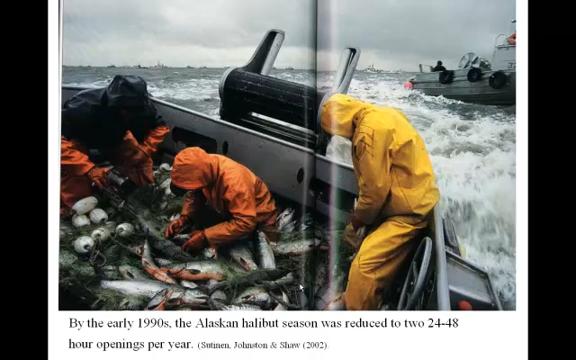 By the early 1990s, the Alaskan halibut season was reduced to two 24-48
hour openings per year. (Sutinen, Johnston & Shaw (2002).